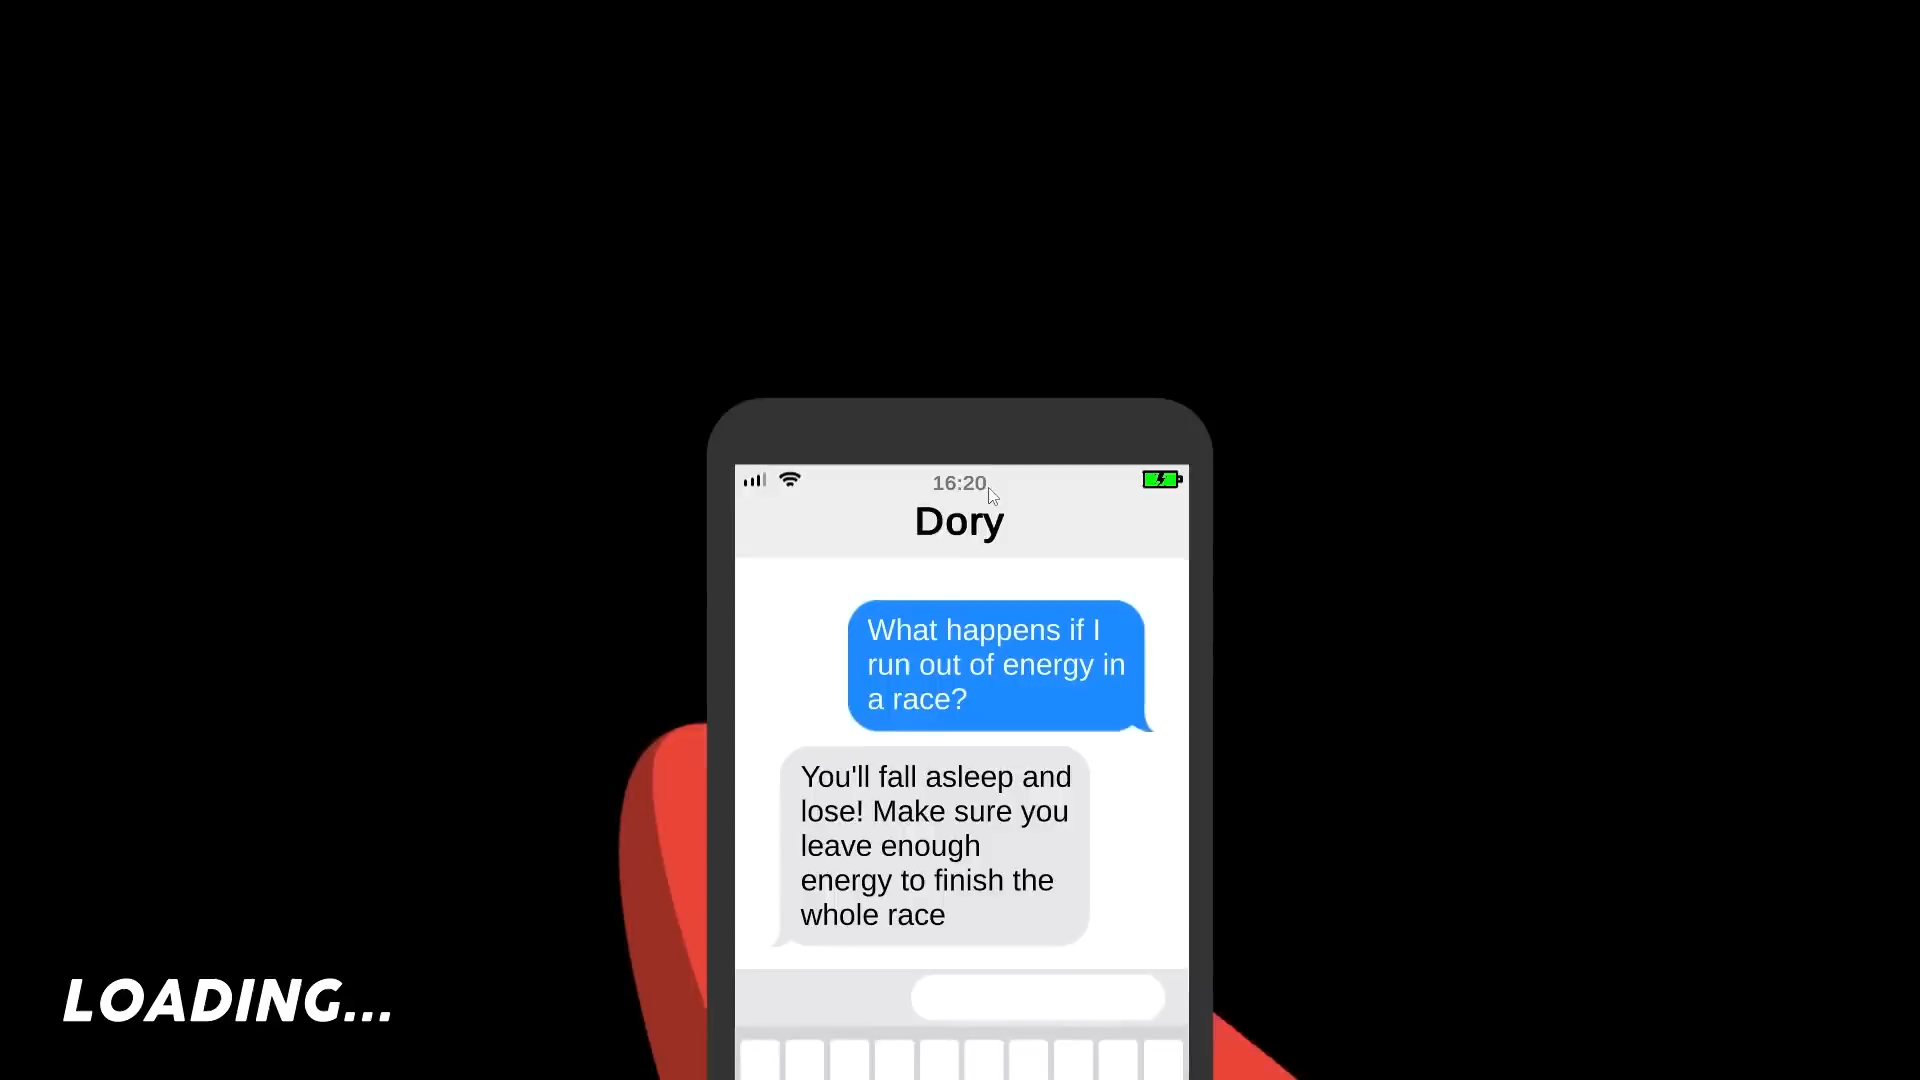 16:20
Dory
What happens if I
run out of energy in
a race?
You'll fall asleep and
lose! Make sure you
leave enough
energy to finish the
whole race
LOADING...